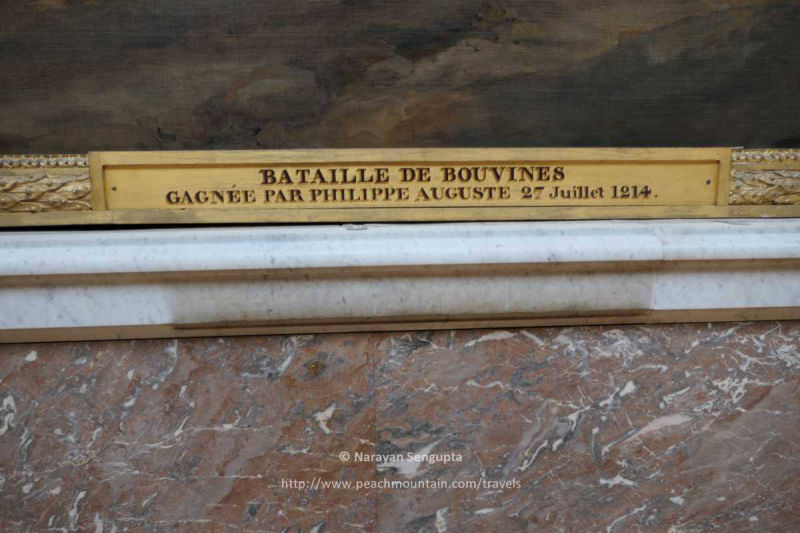 BATAILLE DE BOUVINES
GAGNÉE PAR PHILIPPE AUGUSTE 27 Juillet 1214.
© Narayan Sengupta
http://www.peachmountain.com/travels